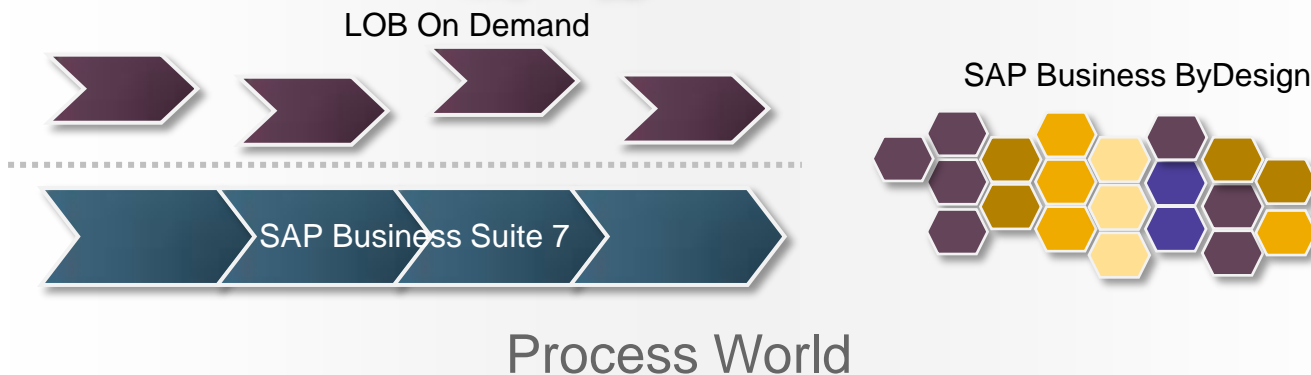 LOB On Demand
SAP Business ByDesign
SAP Business Suite 7
Process World